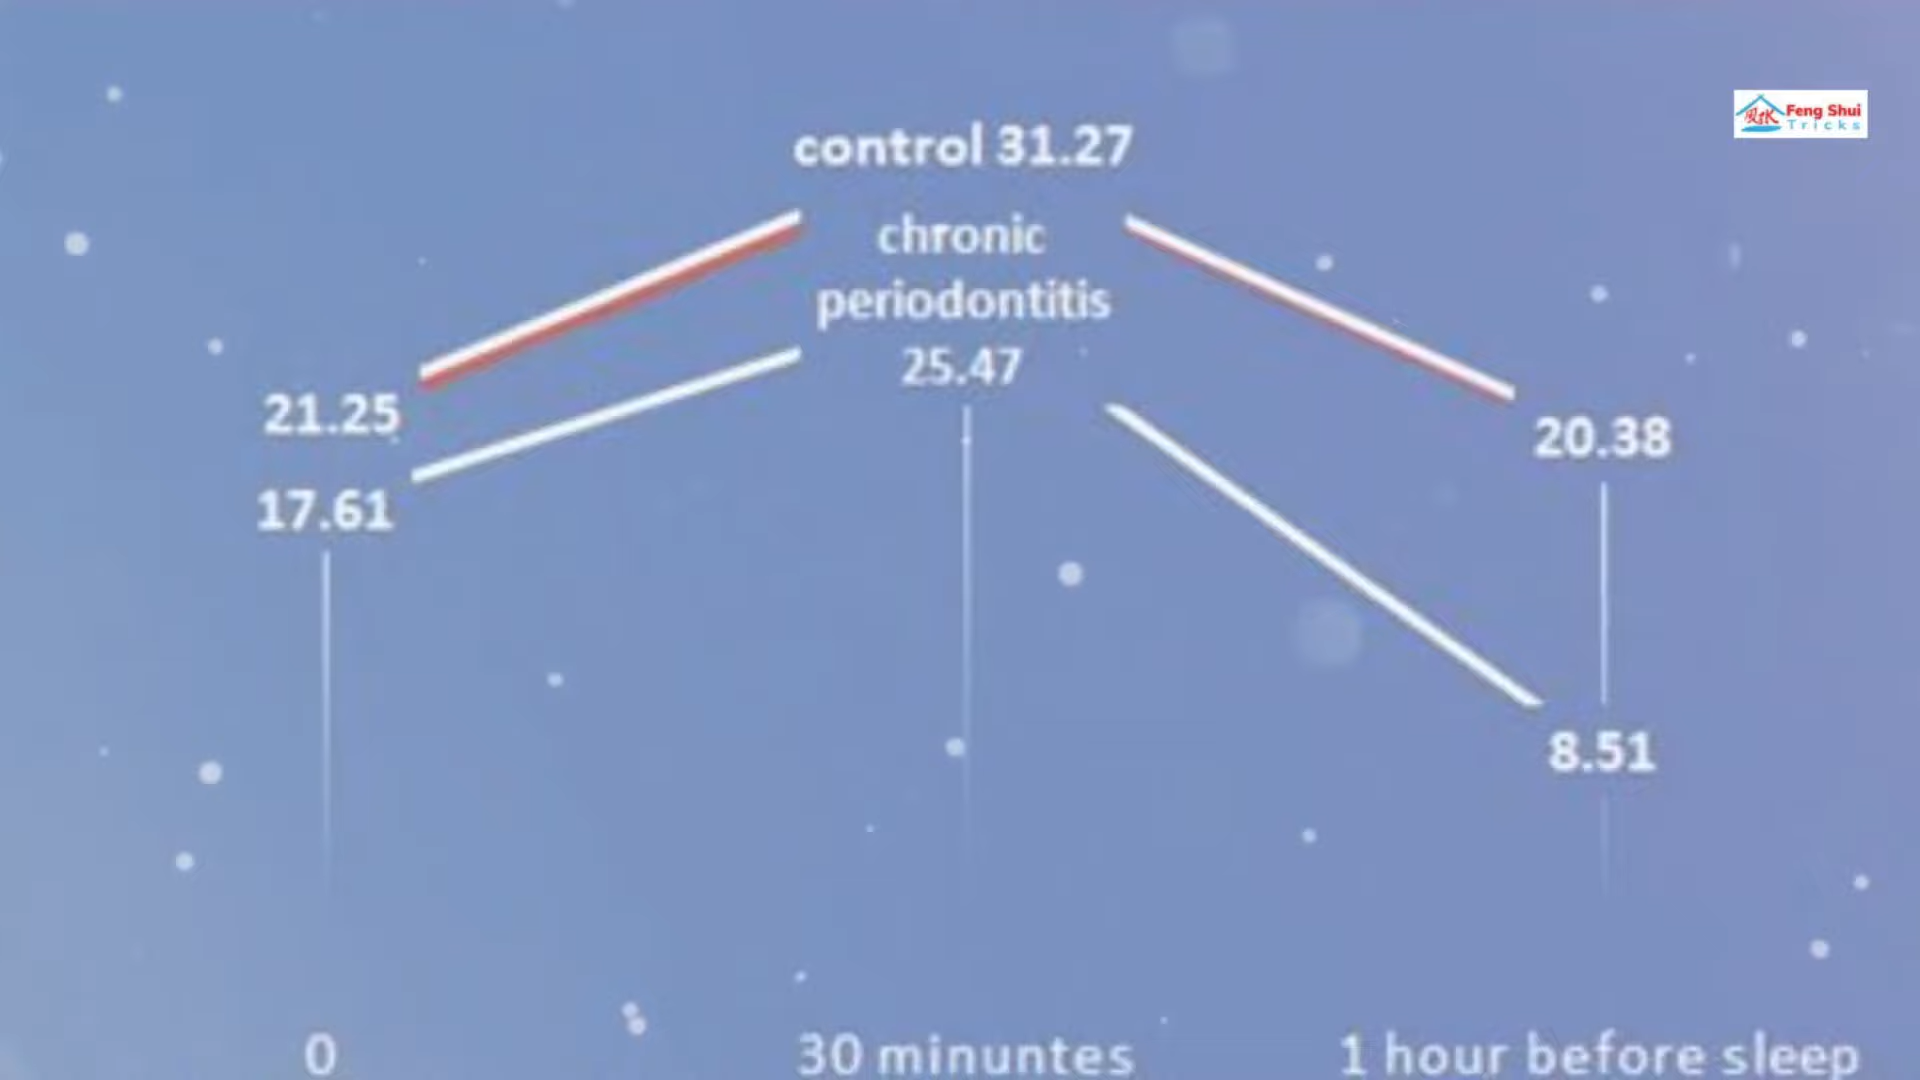 Feng Shui
Tricks
control 31.27
chronic
periodontitis
25.47
21.25
17.61
20.38
8.51
0
30 minuntes
1 hour before sleep